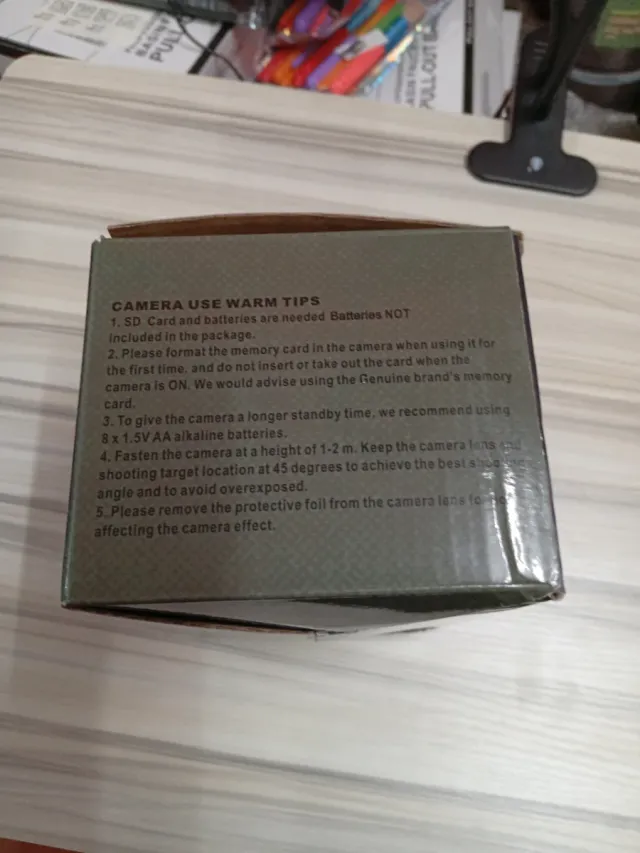 CAMERA USE WARM TIPS
1. SD Card and batteries are needed Batteries NOT
included in the package.
2. Please format the memory card in the camera when using it for
the first time, and do not insert or take out the card when the
camera is ON. We would advise using the Genuine brand's memory
card.
3. To give the camera a longer standby time, we recommend using
8 x 1.5V AA alkaline batteries.
4. Fasten the camera at a height of 1-2 m. Keep the camera lens and
shooting target location at 45 degrees to achieve the best shooting
angle and to avoid overexposed.
5. Please remove the protective foil from the camera lens
affecting the camera effect.
PULL-OUT